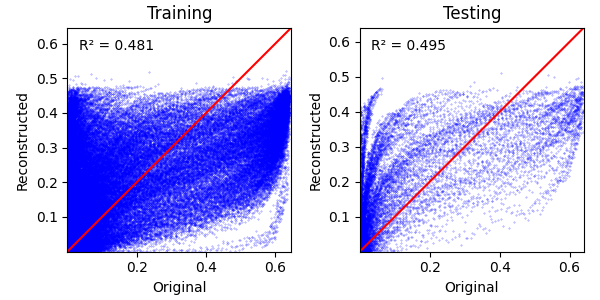 Training
R² = 0.481
0.6
0.5
0.4
0.3
0.2
0.1
Reconstructed
0.2 0.4 0.6
Original
Testing
R² = 0.495
0.6
0.5
0.4
0.3
0.2
0.1
Reconstructed
0.2 0.4 0.6
Original